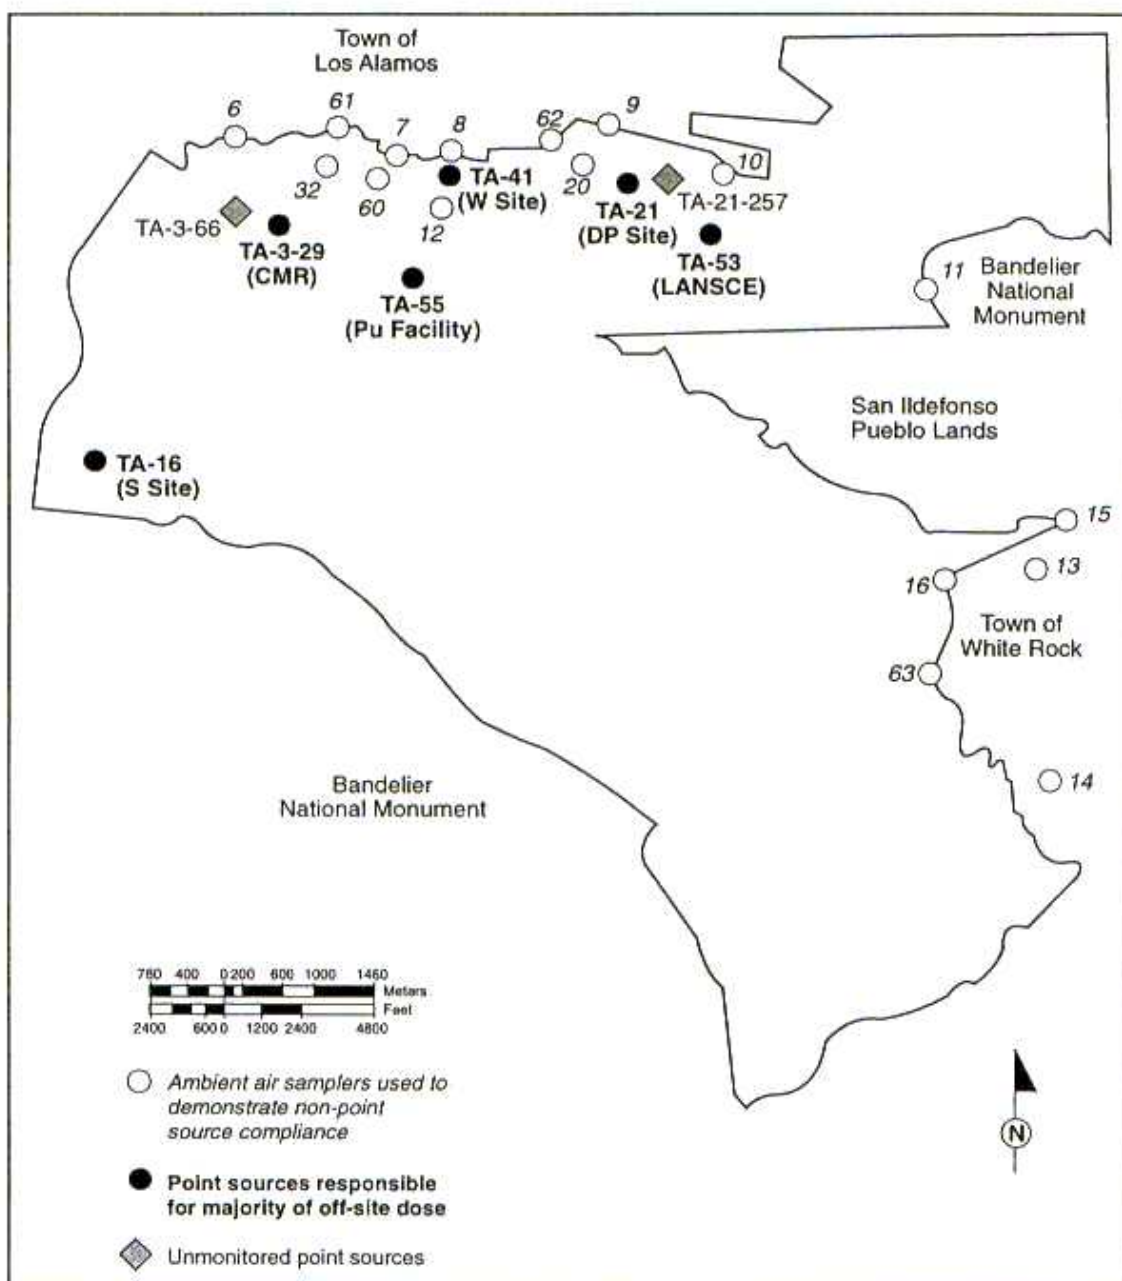 Town of
Los Alamos
6
61
7
8
62
9
10
32
60
TA-41
(W Site)
12
20
TA-21
(DP Site)
TA-21-257
TA-3-66
TA-3-29
(CMR)
TA-53
(LANSCE)
TA-55
(Pu Facility)
11
Bandelier
National
Monument
San Ildefonso
Pueblo Lands
TA-16
(S Site)
15
13
16
Town of
White Rock
63
14
Bandelier
National Monument
780 400 0 200 600 1000 1460
Meters
Feet
2400 600 0 1200 2400 4800
Ambient air samplers used to
demonstrate non-point
source compliance
Point sources responsible
for majority of off-site dose
Unmonitored point sources
N